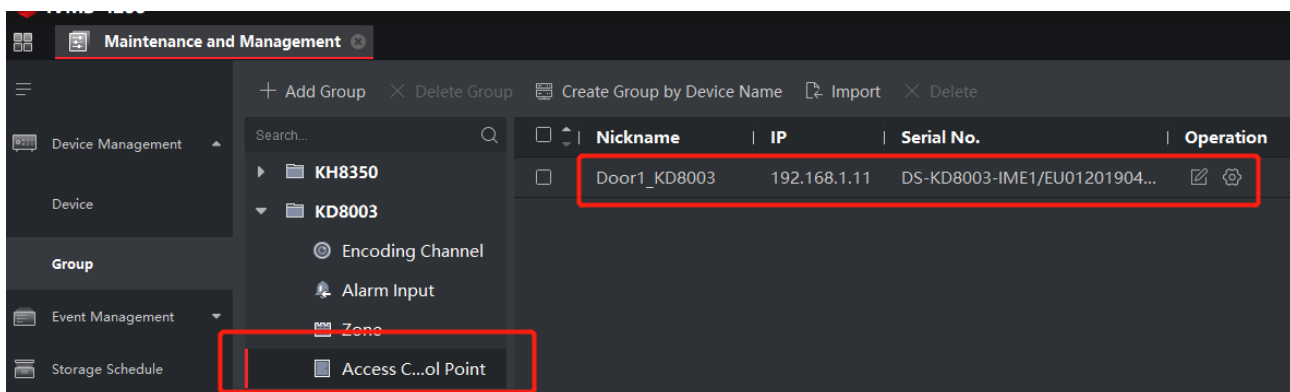 Maintenance and Management
Add Group Delete Group Create Group by Device Name Import Delete
Search... Nickname IP Serial No. Operation
Device Management KH8350 Door1_KD8003 192.168.1.11 DS-KD8003-IME1/EU01201904...
Device KD8003
Encoding Channel
Group
Alarm Input
Event Management
Zone
Storage Schedule Access C...ol Point